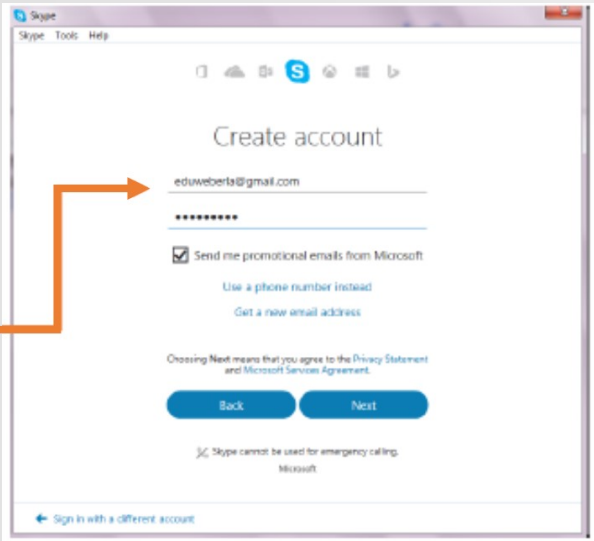 Skype
Skype Tools Help
Create account
eduweberla@gmail.com
•••••••••
Send me promotional emails from Microsoft
Use a phone number instead
Get a new email address
Choosing Next means that you agree to the Privacy Statement
and Microsoft Services Agreement.
Back Next
Skype cannot be used for emergency calling.
Microsoft
Sign in with a different account